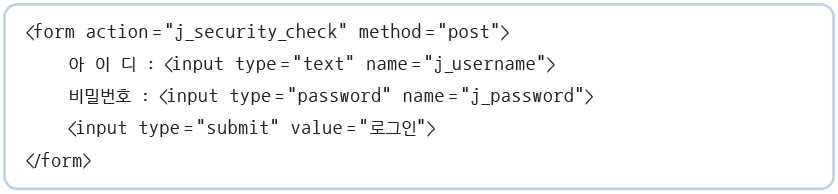 <form action="j_security_check" method="post">
아 이 디 : <input type="text" name="j_username">
비밀번호 : <input type="password" name="j_password">
<input type="submit" value="로그인">
</form>